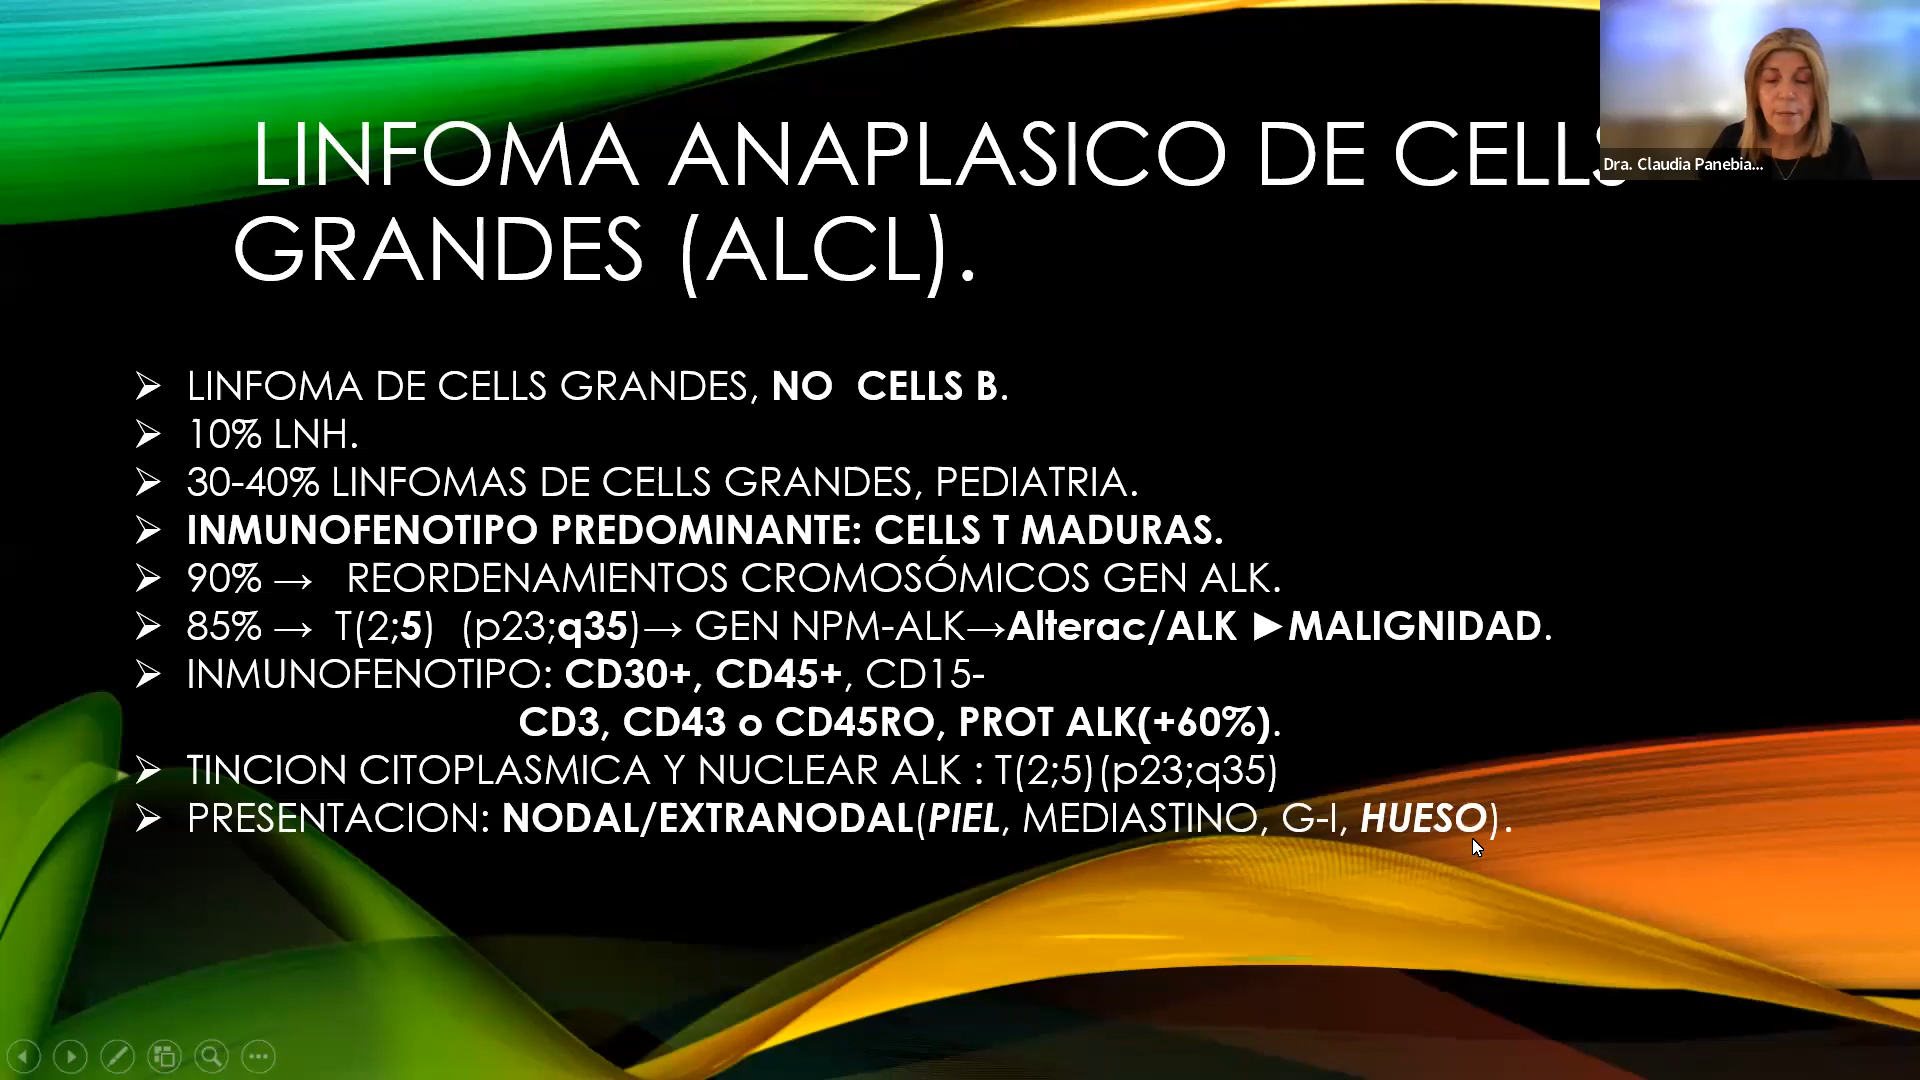 LINFOMA ANAPLASICO DE CELLS
GRANDES (ALCL).
Dra. Claudia Panebia...
➢ LINFOMA DE CELLS GRANDES, NO CELLS B.
➢ 10% LNH.
➢ 30-40% LINFOMAS DE CELLS GRANDES, PEDIATRIA.
➢ INMUNOFENOTIPO PREDOMINANTE: CELLS T MADURAS.
➢ 90% → REORDENAMIENTOS CROMOSÓMICOS GEN ALK.
➢ 85% → T(2;5) (p23;q35)→ GEN NPM-ALK→Alterac/ALK ►MALIGNIDAD.
➢ INMUNOFENOTIPO: CD30+, CD45+, CD15-
CD3, CD43 o CD45RO, PROT ALK(+60%).
➢ TINCION CITOPLASMICA Y NUCLEAR ALK : T(2;5)(p23;q35)
➢ PRESENTACION: NODAL/EXTRANODAL(PIEL, MEDIASTINO, G-I, HUESO).